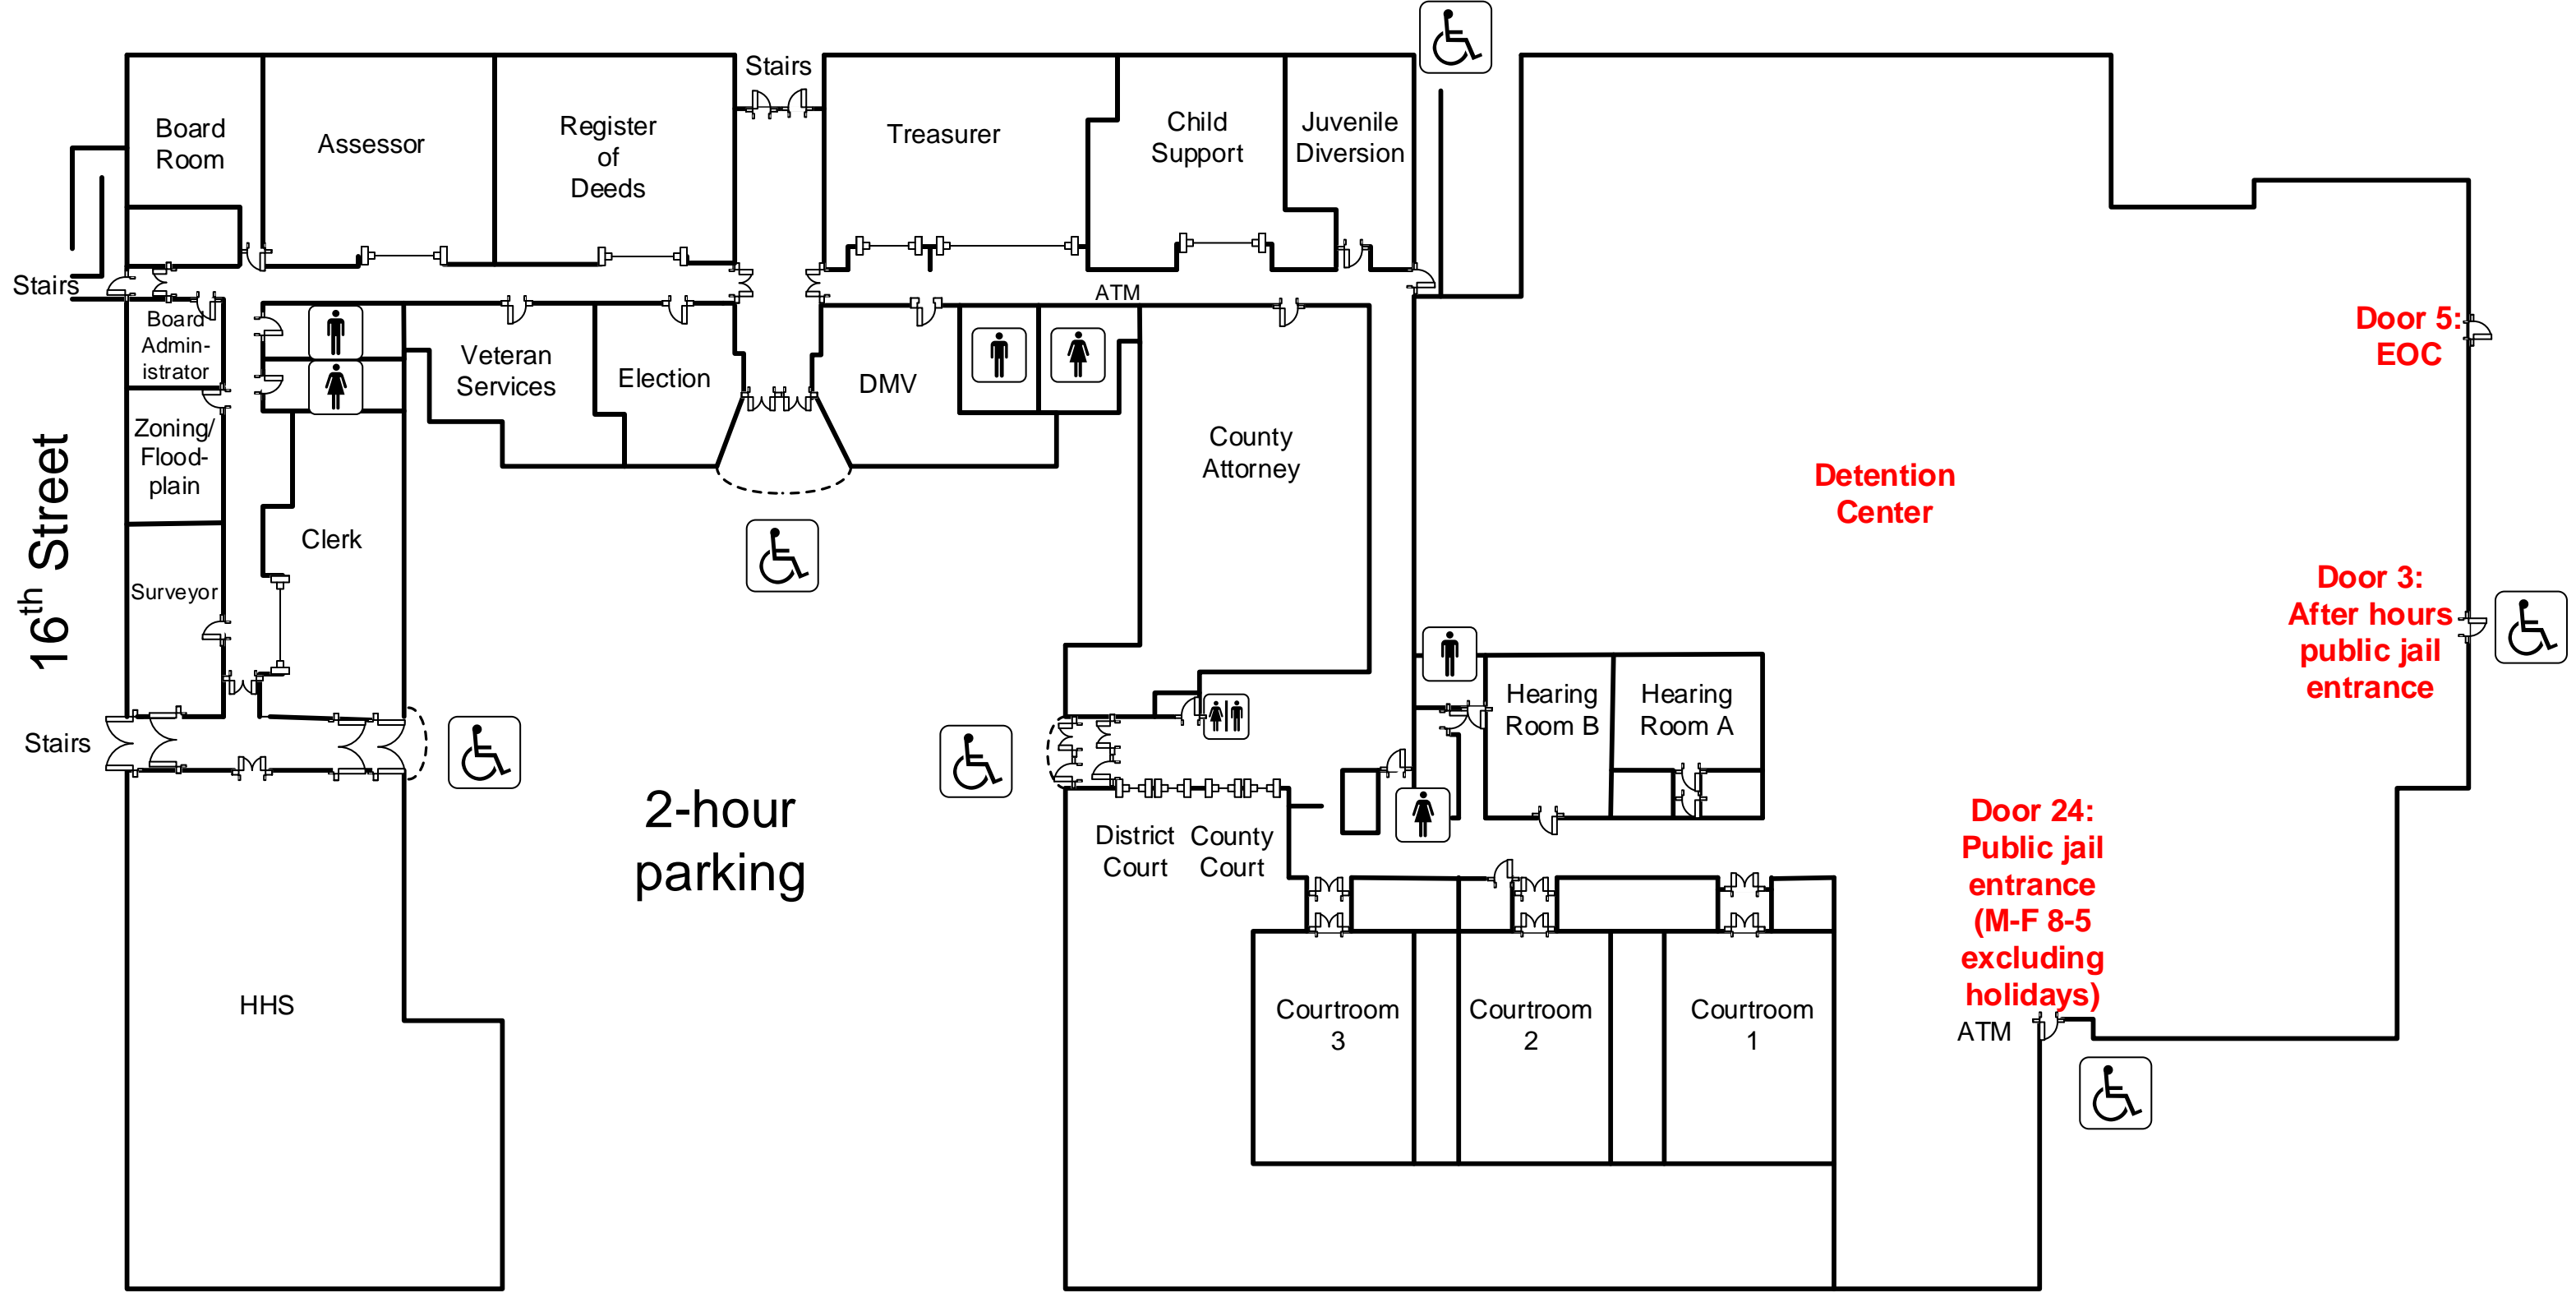 Stairs
Board
Room
Assessor
Register
of
Deeds
Treasurer
Child
Support
Juvenile
Diversion
Stairs
ATM
Board
Admin-
istrator
Veteran
Services
Election
DMV
Zoning/
Flood-
plain
Clerk
County
Attorney
Surveyor
16th Street
Stairs
2-hour
parking
HHS
District
Court
County
Court
Hearing
Room B
Hearing
Room A
Courtroom
3
Courtroom
2
Courtroom
1
Detention
Center
Door 5:
EOC
Door 3:
After hours
public jail
entrance
Door 24:
Public jail
entrance
(M-F 8-5
excluding
holidays)
ATM